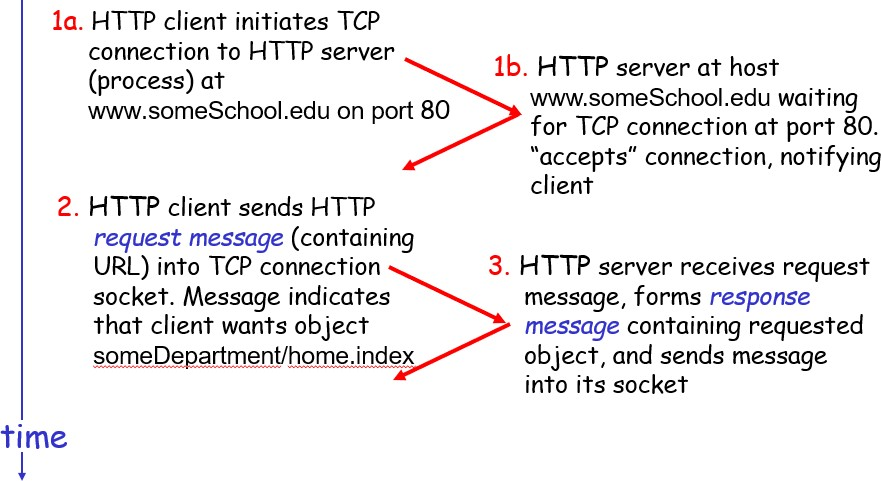 1a. HTTP client initiates TCP
connection to HTTP server
(process) at
www.someSchool.edu on port 80
1b. HTTP server at host
www.someSchool.edu waiting
for TCP connection at port 80.
“accepts” connection, notifying
client
2. HTTP client sends HTTP
request message (containing
URL) into TCP connection
socket. Message indicates
that client wants object
someDepartment/home.index
3. HTTP server receives request
message, forms response
message containing requested
object, and sends message
into its socket
time